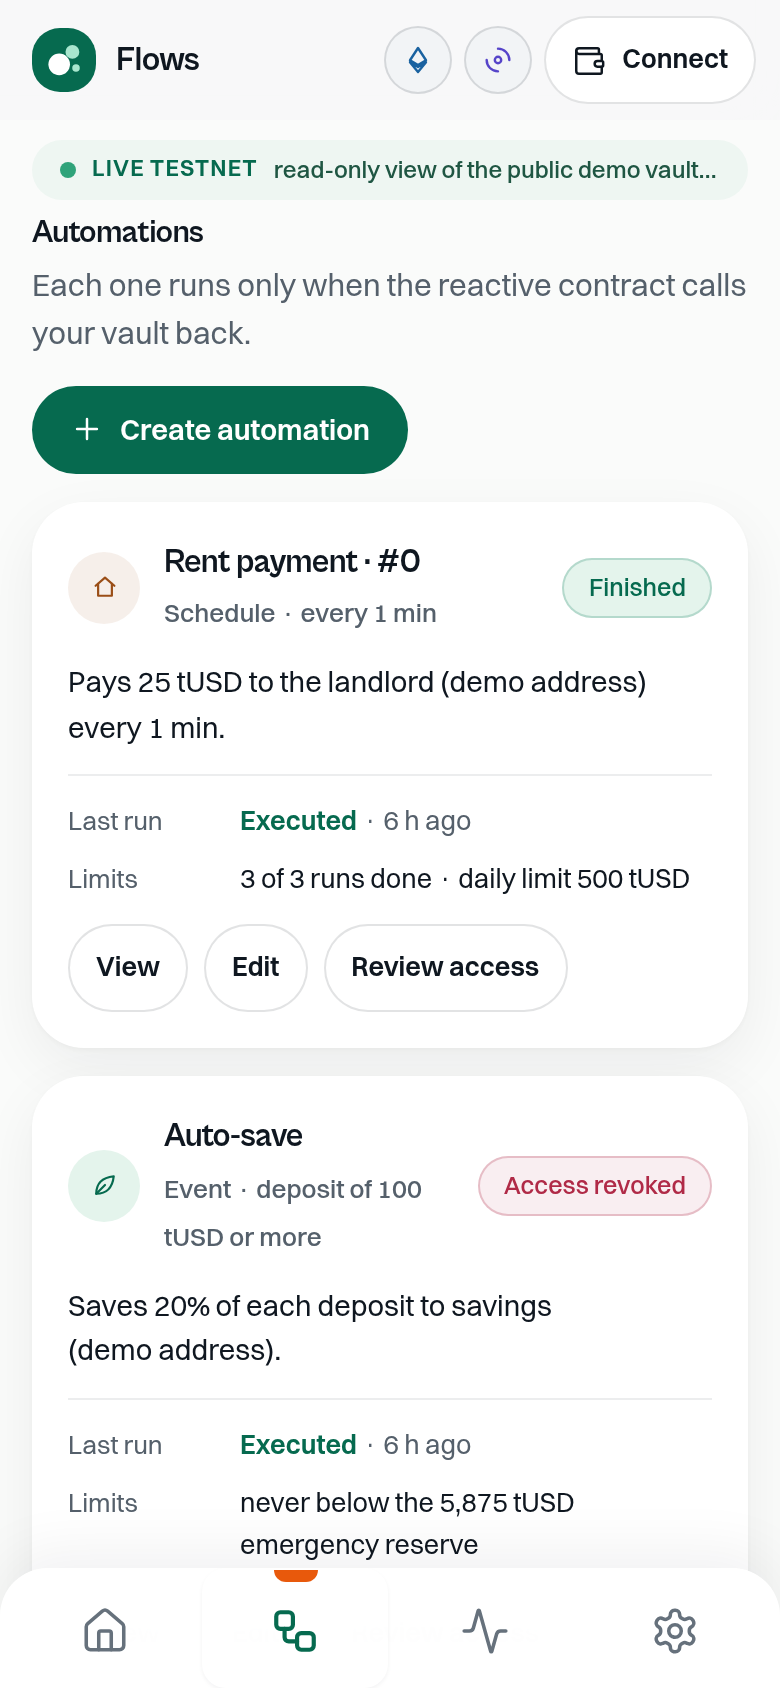 Flows
Connect
LIVE TESTNET read-only view of the public demo vault...
Automations
Each one runs only when the reactive contract calls
your vault back.
Create automation
Rent payment · #0
Schedule · every 1 min
Finished
Pays 25 tUSD to the landlord (demo address)
every 1 min.
Last run Executed · 6 h ago
Limits 3 of 3 runs done · daily limit 500 tUSD
View Edit Review access
Auto-save
Event · deposit of 100
tUSD or more
Access revoked
Saves 20% of each deposit to savings
(demo address).
Last run Executed · 6 h ago
Limits never below the 5,875 tUSD
emergency reserve